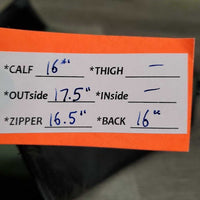 *CALF 16" *THIGH –
*OUTside 17.5" *INside –
*ZIPPER 16.5" *BACK 16"